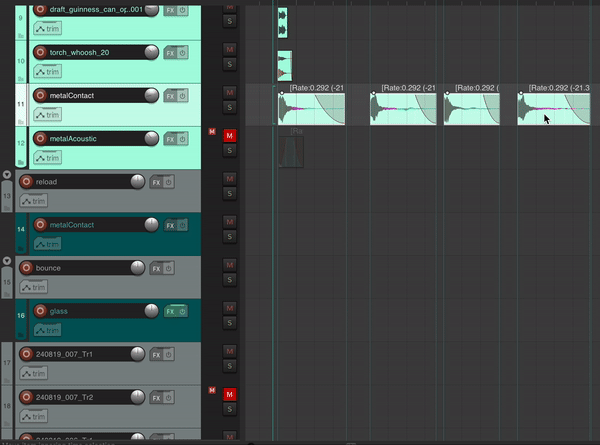 9 draft_guinness_can_op..001 FX M
trim S
10 torch_whoosh_20 FX M
trim S
[Rate:0.292 (-21 [Rate:0.292 (-21 [Rate:0.292 ( [Rate:0.292 (-21.3
11 metalContact FX M
trim S
12 metalAcoustic FX M M
trim S
13 reload FX M
trim S
14 metalContact FX M
trim S
15 bounce FX M
trim S
16 glass FX M
trim S
17 240819_007_Tr1 FX M
trim S
18 240819_007_Tr2 FX M M
trim S